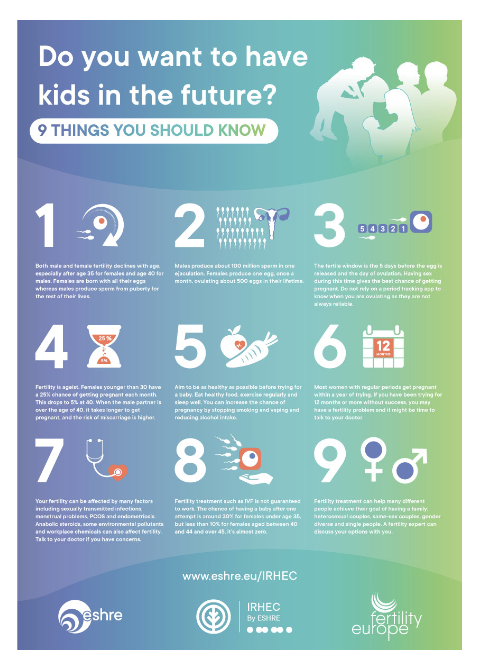 Do you want to have
kids in the future?
9 THINGS YOU SHOULD KNOW
1
2
3
5 4 3 2 1
Both male and female fertility declines with age,
especially after age 35 for females and age 40 for
males. Females are born with all their eggs
whereas males produce sperm from puberty for
the rest of their lives.
Males produce about 100 million sperm in one
ejaculation. Females produce one egg, once a
month, ovulating about 500 eggs in their lifetime.
The fertile window is the 5 days before the egg is
released and the day of ovulation. Having sex
during this time gives the best chance of getting
pregnant. Do not rely on a period tracking app to
know when you are ovulating as they are not
always reliable.
4
25%
5%
5
6
12
MONTHS
Fertility is ageist. Females younger than 30 have
a 25% chance of getting pregnant each month.
This drops to 5% at 40. When the male partner is
over the age of 40, it takes longer to get
pregnant, and the risk of miscarriage is higher.
Aim to be as healthy as possible before trying for
a baby. Eat healthy food, exercise regularly and
sleep well. You can increase the chance of
pregnancy by stopping smoking and vaping and
reducing alcohol intake.
Most women with regular periods get pregnant
within a year of trying. If you have been trying for
12 months or more without success, you may
have a fertility problem and it might be time to
talk to your doctor.
7
8
9
Your fertility can be affected by many factors
including sexually transmitted infections,
menstrual problems, PCOS and endometriosis.
Anabolic steroids, some environmental pollutants
and workplace chemicals can also affect fertility.
Talk to your doctor if you have concerns.
Fertility treatment such as IVF is not guaranteed
to work. The chance of having a baby after one
attempt is around 30% for females under age 35,
but less than 10% for females aged between 40
and 44 and over 45, it's almost zero.
Fertility treatment can help many different
people achieve their goal of having a family:
heterosexual couples, same-sex couples, gender
diverse and single people. A fertility expert can
discuss your options with you.
www.eshre.eu/IRHEC
eshre
IRHEC
By ESHRE
fertility
europe